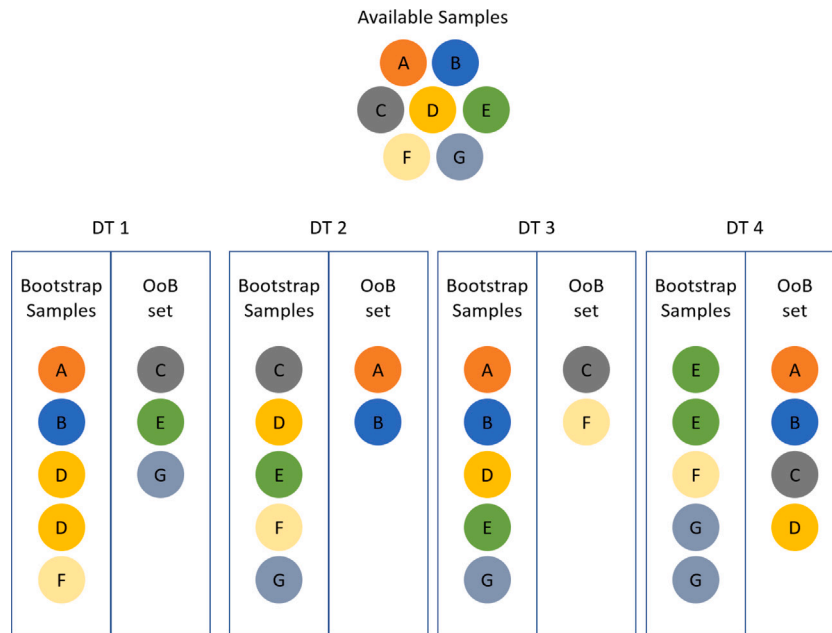 Available Samples
A B
C D E
F G
DT 1 DT 2 DT 3 DT 4
Bootstrap Samples OoB set Bootstrap Samples OoB set Bootstrap Samples OoB set Bootstrap Samples OoB set
A C C A A C E A
B E D B B F E B
D G E D F C
D F E G D
F G G G